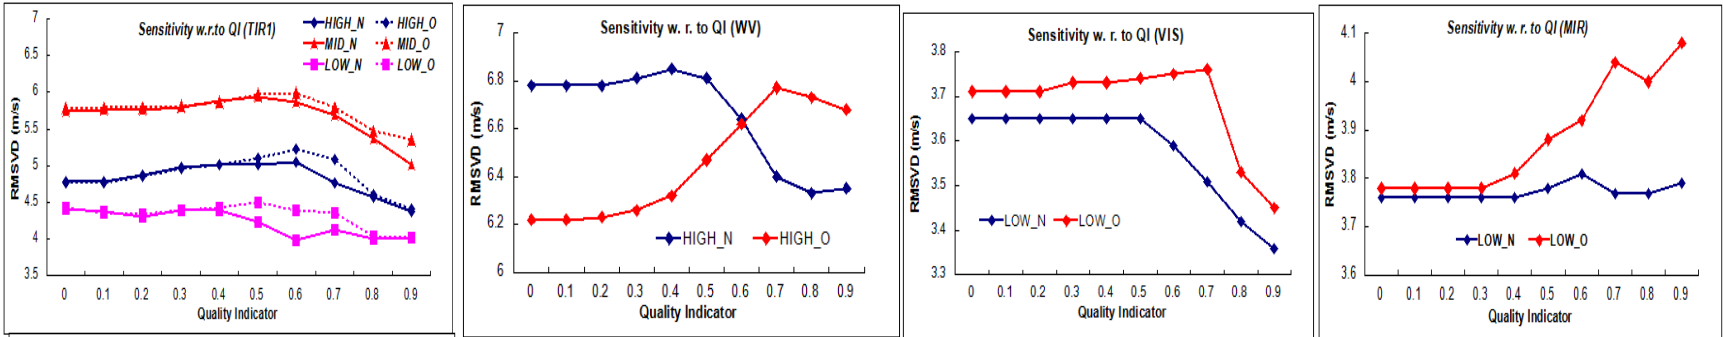 Sensitivity w.r.to QI (TIR1)
HIGH_N HIGH_O
MID_N MID_O
LOW_N LOW_O
RMSVD (m/s)
7
6.5
6
5.5
5
4.5
4
3.5
0 0.1 0.2 0.3 0.4 0.5 0.6 0.7 0.8 0.9
Quality Indicator
Sensitivity w. r. to QI (WV)
RMSVD (m/s)
7
6.8
6.6
6.4
6.2
6
HIGH_N HIGH_O
0 0.1 0.2 0.3 0.4 0.5 0.6 0.7 0.8 0.9
Quality Indicator
Sensitivity w. r. to QI (VIS)
RMSVD (m/s)
3.8
3.7
3.6
3.5
3.4
3.3
LOW_N LOW_O
0 0.1 0.2 0.3 0.4 0.5 0.6 0.7 0.8 0.9
Quality Indicator
Sensitivity w. r. to QI (MIR)
RMSVD (m/s)
4.1
4
3.9
3.8
3.7
3.6
LOW_N LOW_O
0 0.1 0.2 0.3 0.4 0.5 0.6 0.7 0.8 0.9
Quality Indicator